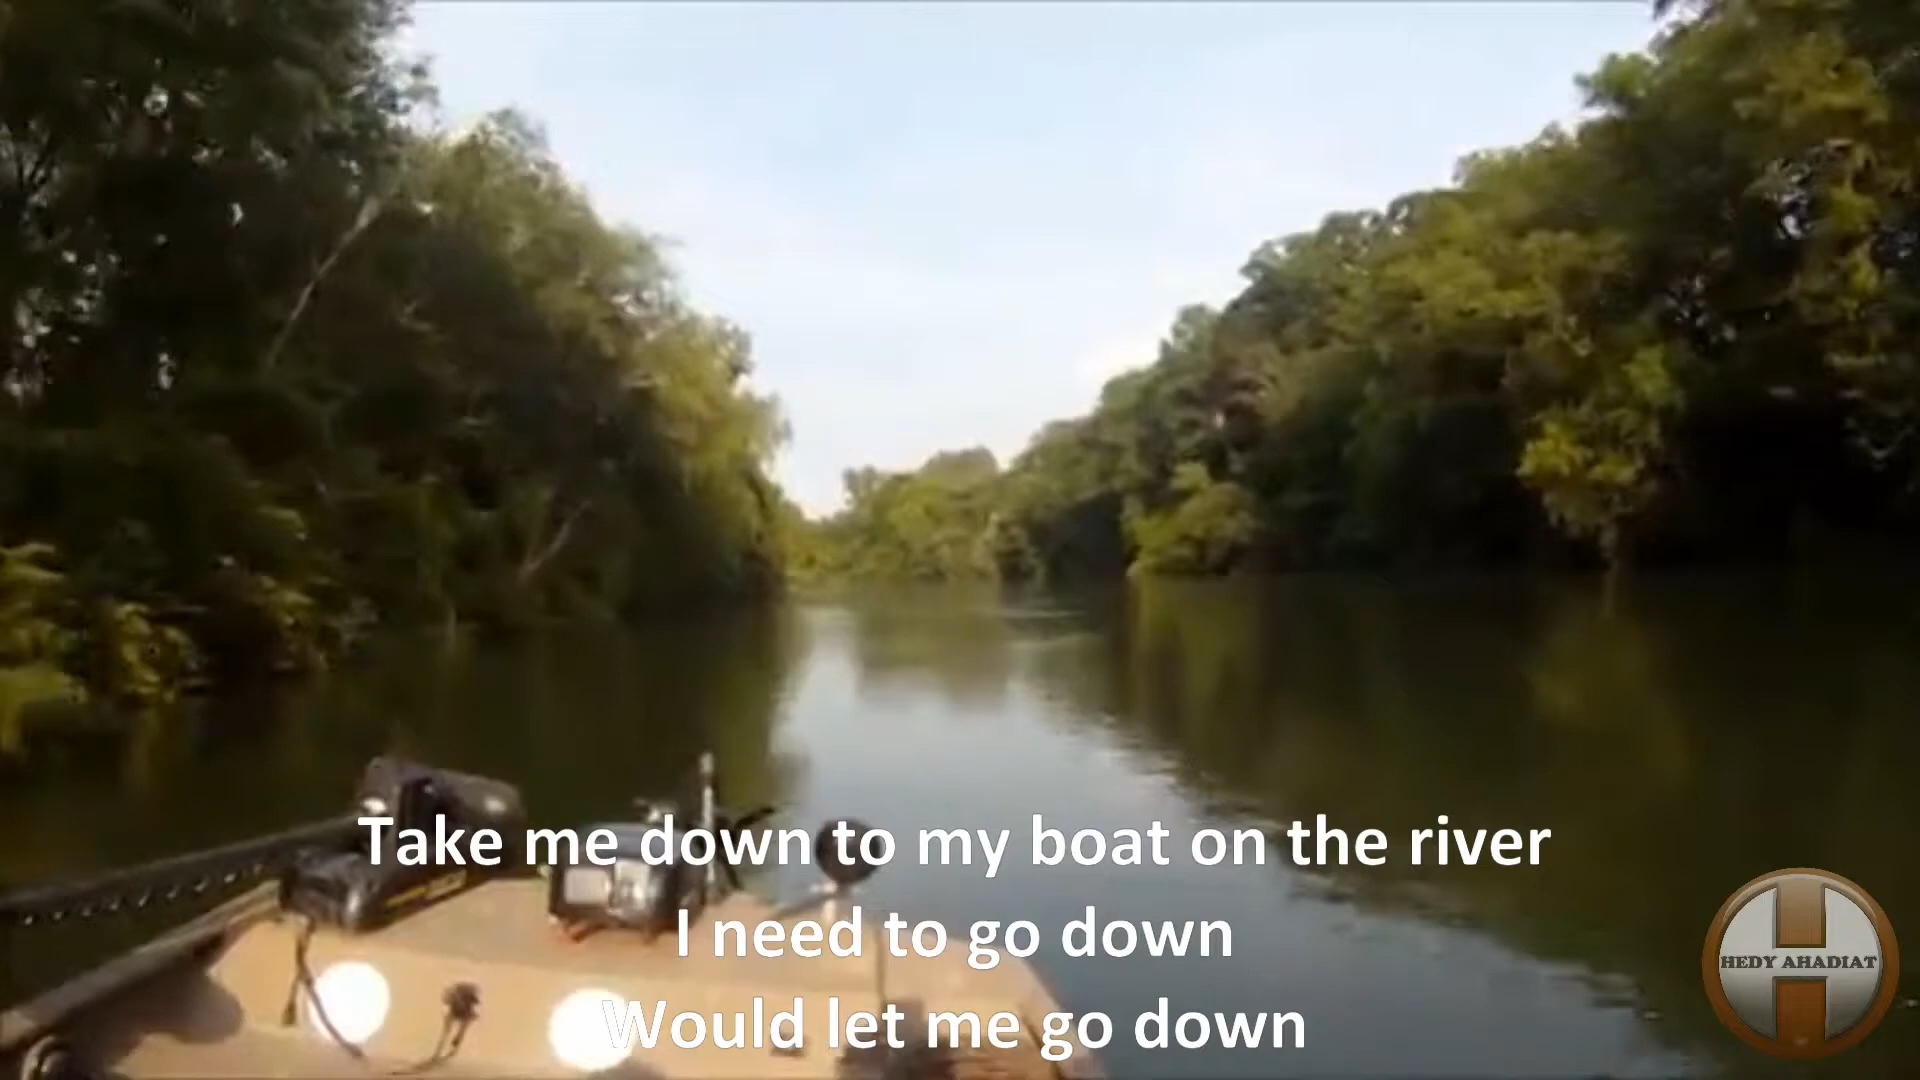 Take me down to my boat on the river
I need to go down
Would let me go down
HEDY AHADIAT